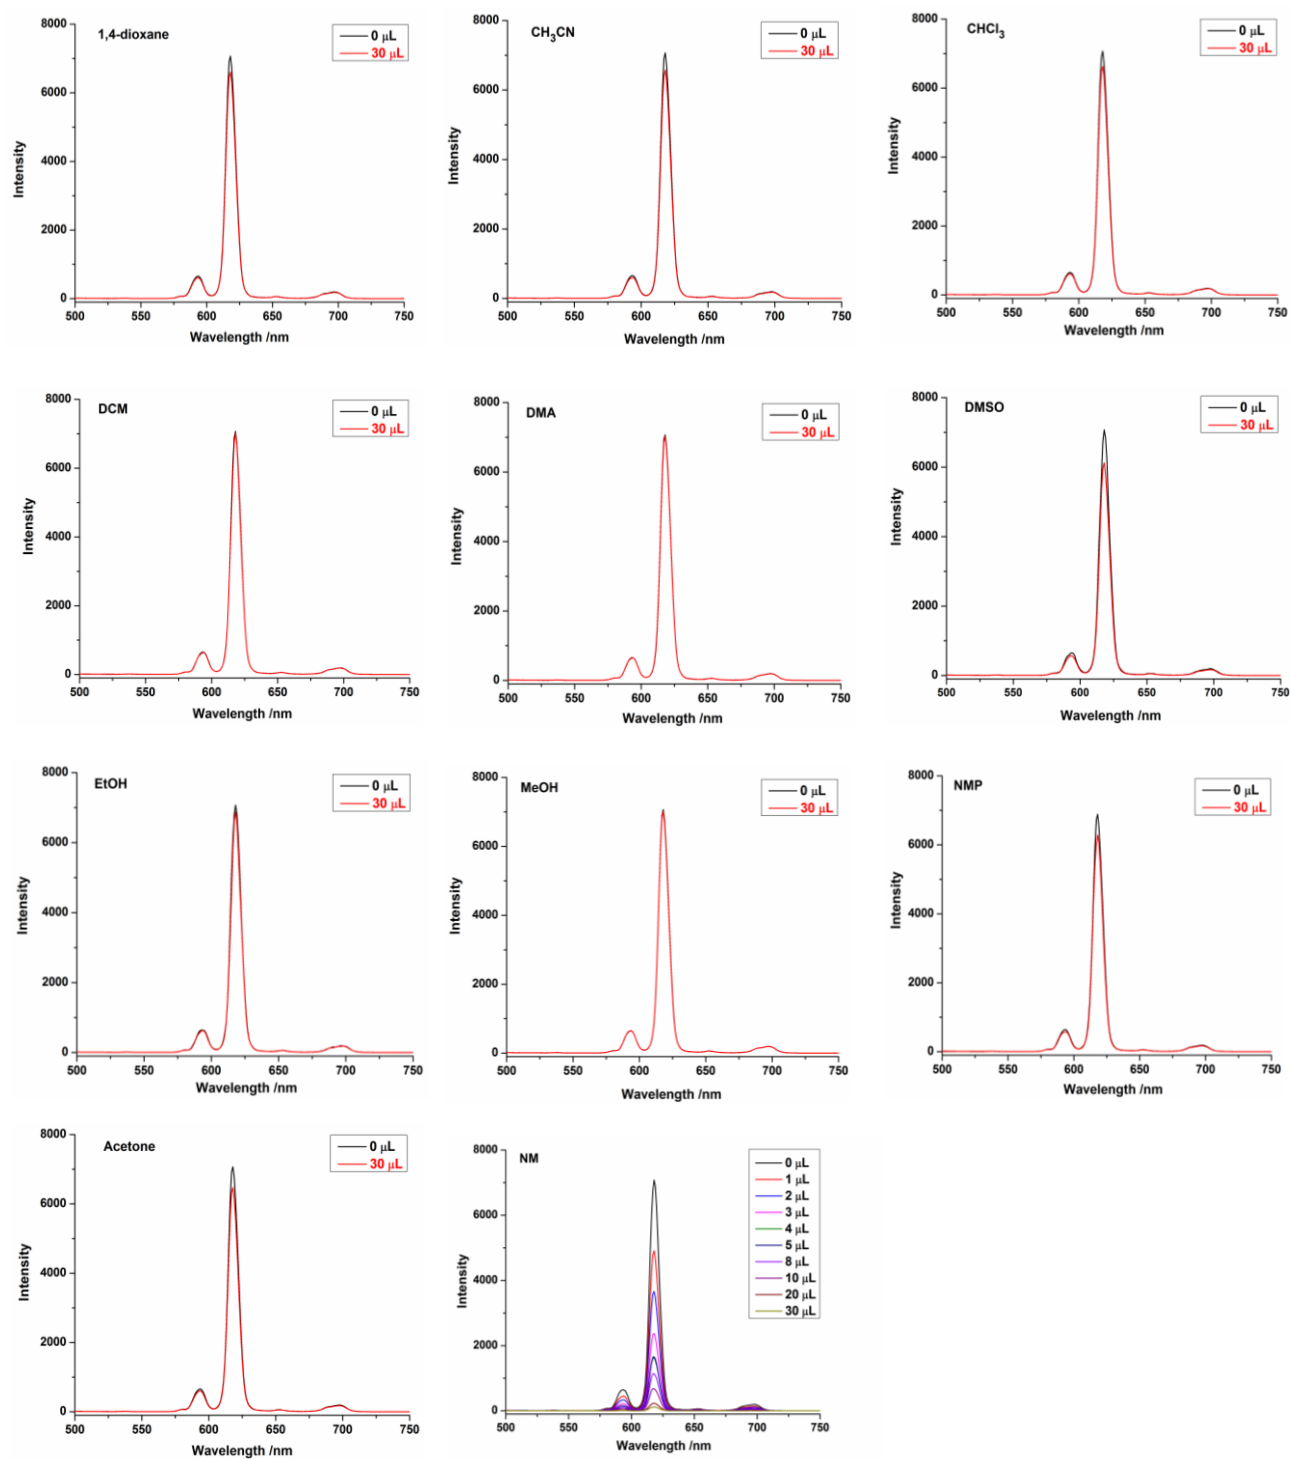 1,4-dioxane
0 μL
30 μL
8000
6000
4000
2000
0
Intensity
500 550 600 650 700 750
Wavelength /nm
CH₃CN
0 μL
30 μL
8000
6000
4000
2000
0
Intensity
500 550 600 650 700 750
Wavelength /nm
CHCl₃
0 μL
30 μL
8000
6000
4000
2000
0
Intensity
500 550 600 650 700 750
Wavelength /nm
DCM
0 μL
30 μL
8000
6000
4000
2000
0
Intensity
500 550 600 650 700 750
Wavelength /nm
DMA
0 μL
30 μL
8000
6000
4000
2000
0
Intensity
500 550 600 650 700 750
Wavelength /nm
DMSO
0 μL
30 μL
8000
6000
4000
2000
0
Intensity
500 550 600 650 700 750
Wavelength /nm
EtOH
0 μL
30 μL
8000
6000
4000
2000
0
Intensity
500 550 600 650 700 750
Wavelength /nm
MeOH
0 μL
30 μL
8000
6000
4000
2000
0
Intensity
500 550 600 650 700 750
Wavelength /nm
NMP
0 μL
30 μL
8000
6000
4000
2000
0
Intensity
500 550 600 650 700 750
Wavelength /nm
Acetone
0 μL
30 μL
8000
6000
4000
2000
0
Intensity
500 550 600 650 700 750
Wavelength /nm
NM
0 μL
1 μL
2 μL
3 μL
4 μL
5 μL
8 μL
10 μL
20 μL
30 μL
8000
6000
4000
2000
0
Intensity
500 550 600 650 700 750
Wavelength /nm